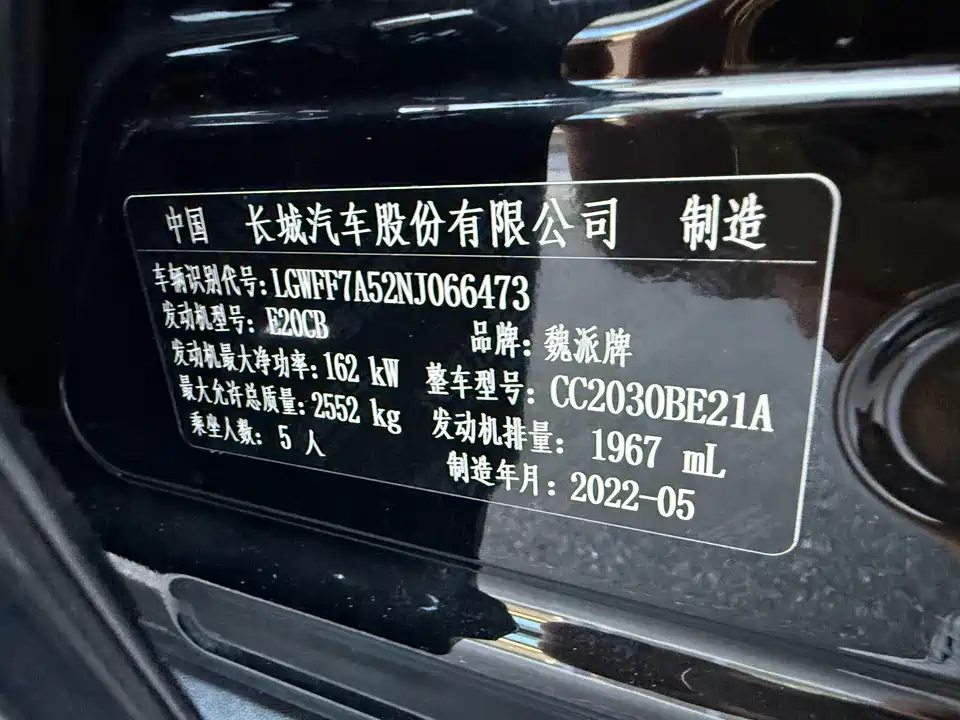 中国 长城汽车股份有限公司 制造
车辆识别代号:LGWFF7A52NJ066473
发动机型号:E20CB
品牌:魏派牌
发动机最大净功率:162 kW
整车型号:CC2030BE21A
最大允许总质量:2552 kg
发动机排量:1967 mL
乘坐人数:5 人
制造年月:2022-05